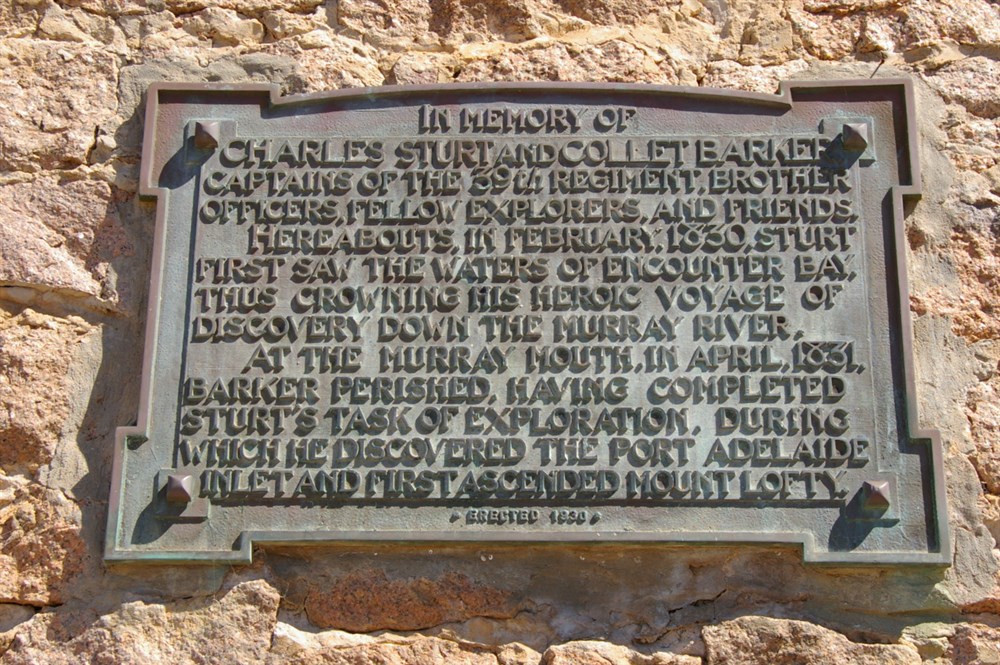 IN MEMORY OF
CHARLES STURT AND COLLET BARKER,
CAPTAINS OF THE 39th REGIMENT, BROTHER
OFFICERS, FELLOW EXPLORERS, AND FRIENDS.
HEREABOUTS, IN FEBRUARY, 1830, STURT
FIRST SAW THE WATERS OF ENCOUNTER BAY,
THUS CROWNING HIS HEROIC VOYAGE OF
DISCOVERY DOWN THE MURRAY RIVER.
AT THE MURRAY MOUTH, IN APRIL, 1831,
BARKER PERISHED, HAVING COMPLETED
STURT'S TASK OF EXPLORATION, DURING
WHICH HE DISCOVERED THE PORT ADELAIDE
INLET AND FIRST ASCENDED MOUNT LOFTY.
ERECTED 1930